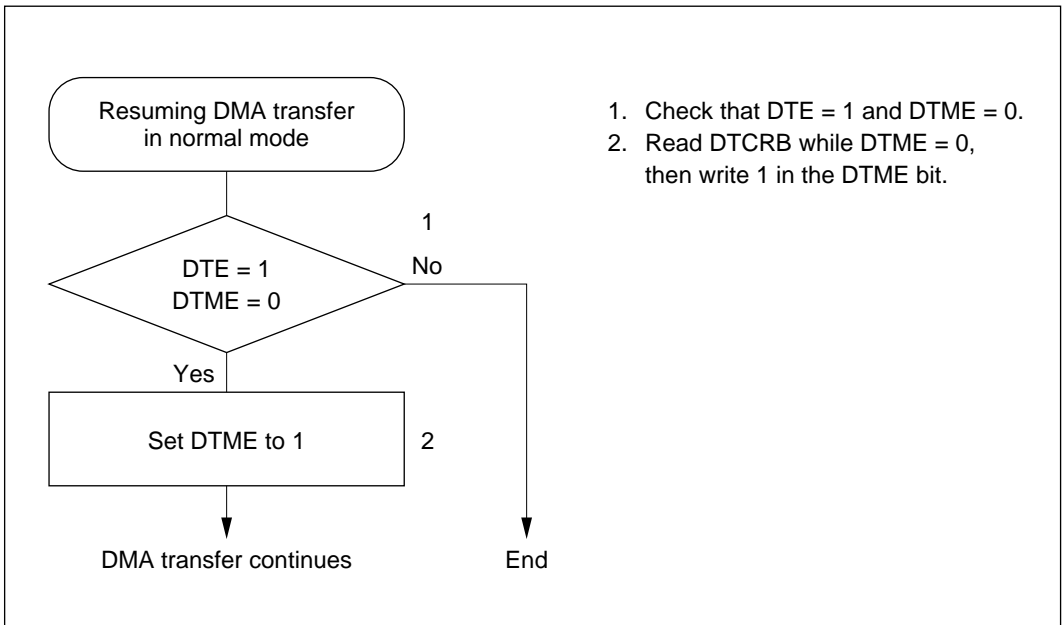 Resuming DMA transfer
in normal mode
1. Check that DTE = 1 and DTME = 0.
2. Read DTCRB while DTME = 0,
then write 1 in the DTME bit.
1
DTE = 1
DTME = 0
No
Yes
Set DTME to 1
2
DMA transfer continues
End